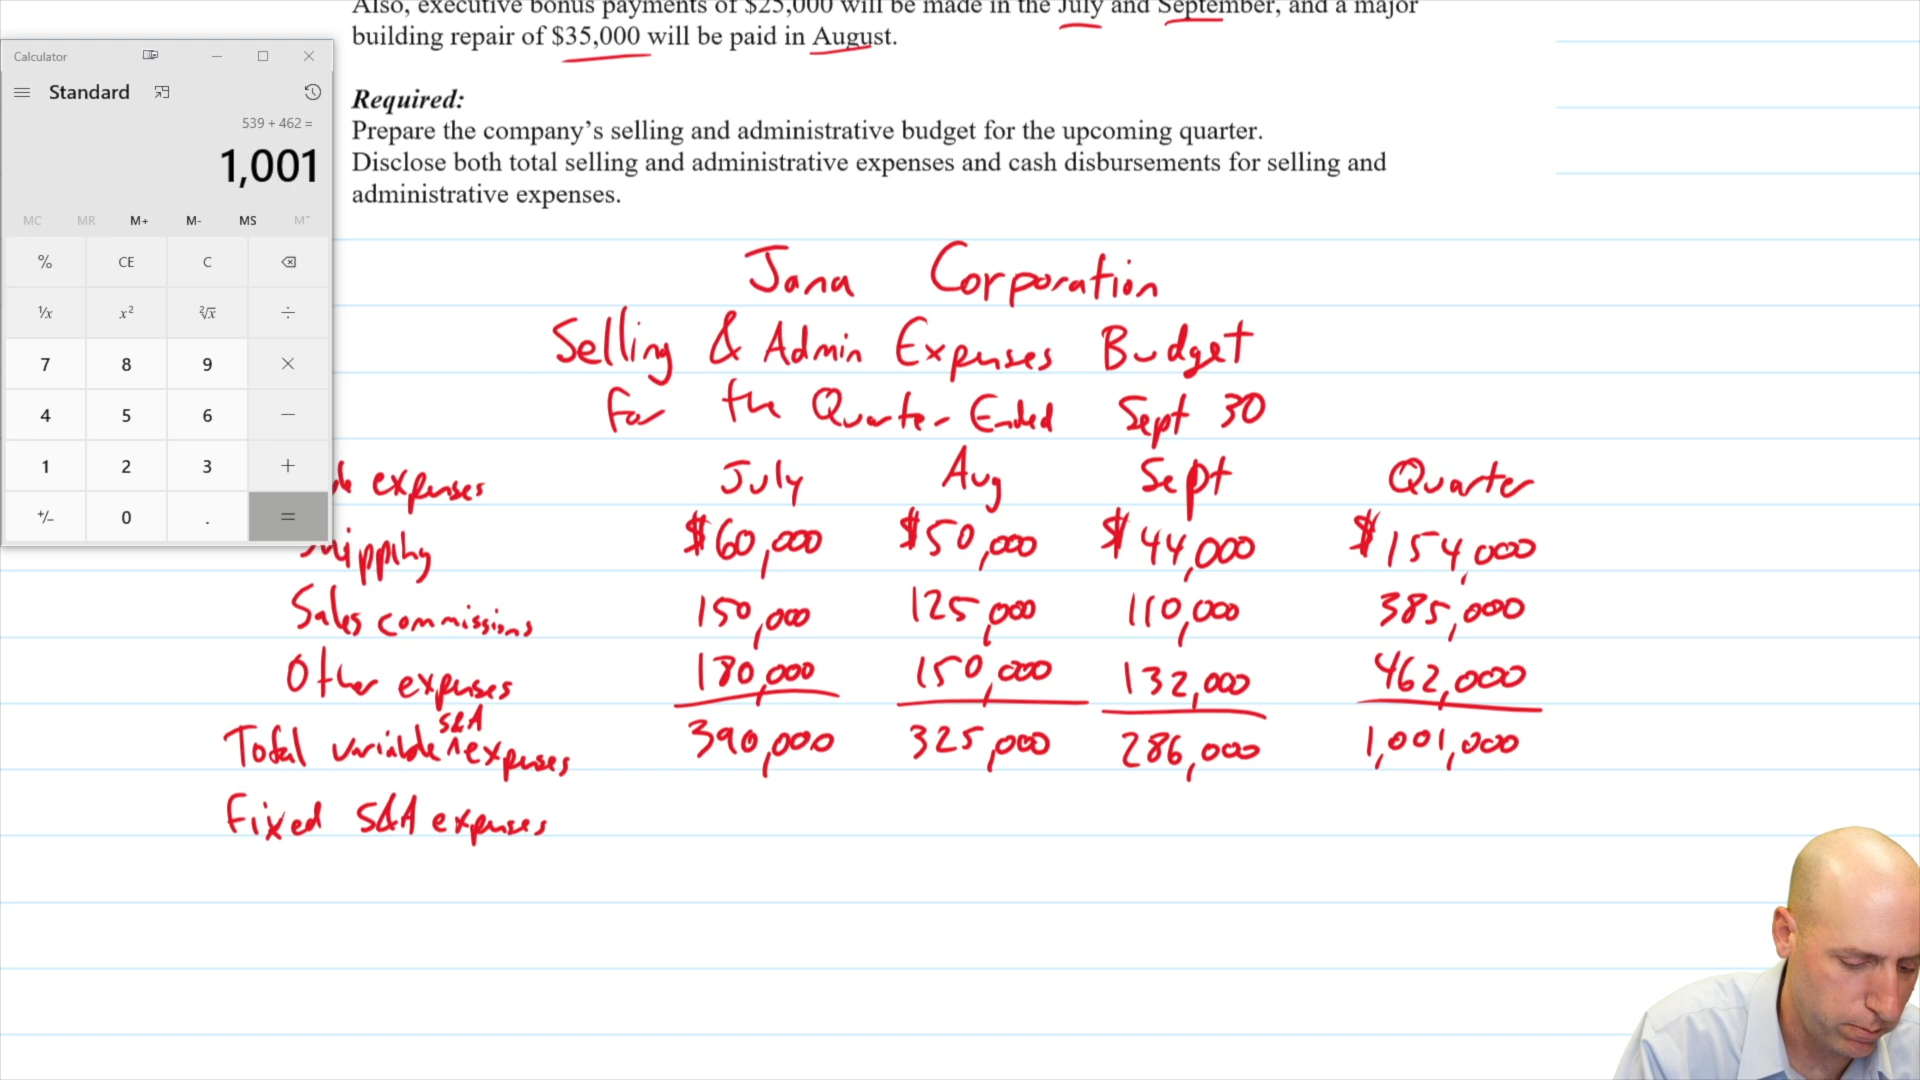 Also, executive bonus payments of $25,000 will be made in the July and September, and a major
building repair of $35,000 will be paid in August.
Calculator
Standard
539 + 462 =
1,001
MC MR M+ M- MS M˅
% CE C ⌫
¹/x x² ²√x ÷
7 8 9 ×
4 5 6 −
1 2 3 +
+/− 0 . =
Required:
Prepare the company's selling and administrative budget for the upcoming quarter.
Disclose both total selling and administrative expenses and cash disbursements for selling and
administrative expenses.
Jana Corporation
Selling & Admin Expenses Budget
For the Quarter Ended Sept 30
expenses July Aug Sept Quarter
Shipping $60,000 $50,000 $44,000 $154,000
Sales commissions 150,000 125,000 110,000 385,000
Other expenses 180,000 150,000 132,000 462,000
Total variable S&A expenses 390,000 325,000 286,000 1,001,000
Fixed S&A expenses